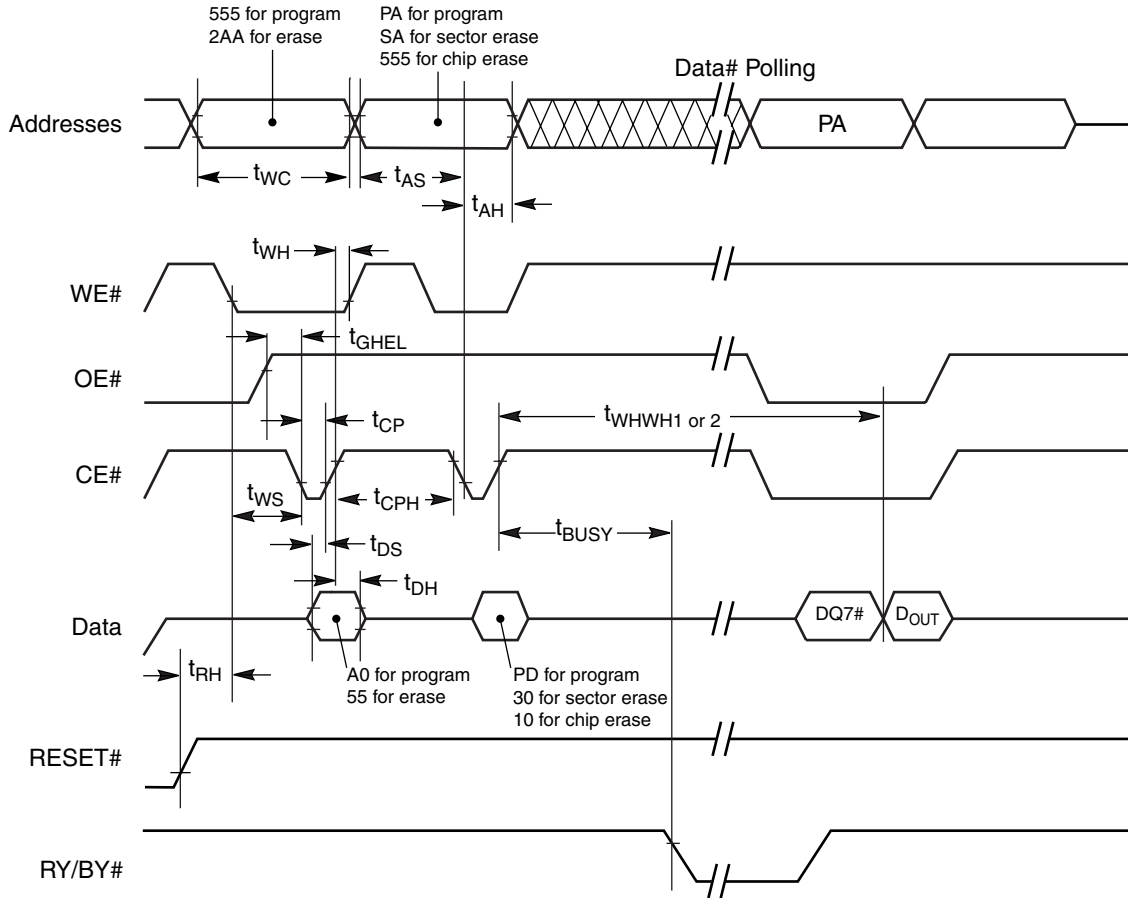 555 for program
2AA for erase
PA for program
SA for sector erase
555 for chip erase
Data# Polling
Addresses
PA
tWC
tAS
tAH
tWH
WE#
tGHEL
OE#
tWHWH1 or 2
tCP
CE#
tWS
tCPH
tBUSY
tDS
tDH
Data
DQ7#
DOUT
tRH
A0 for program
55 for erase
PD for program
30 for sector erase
10 for chip erase
RESET#
RY/BY#